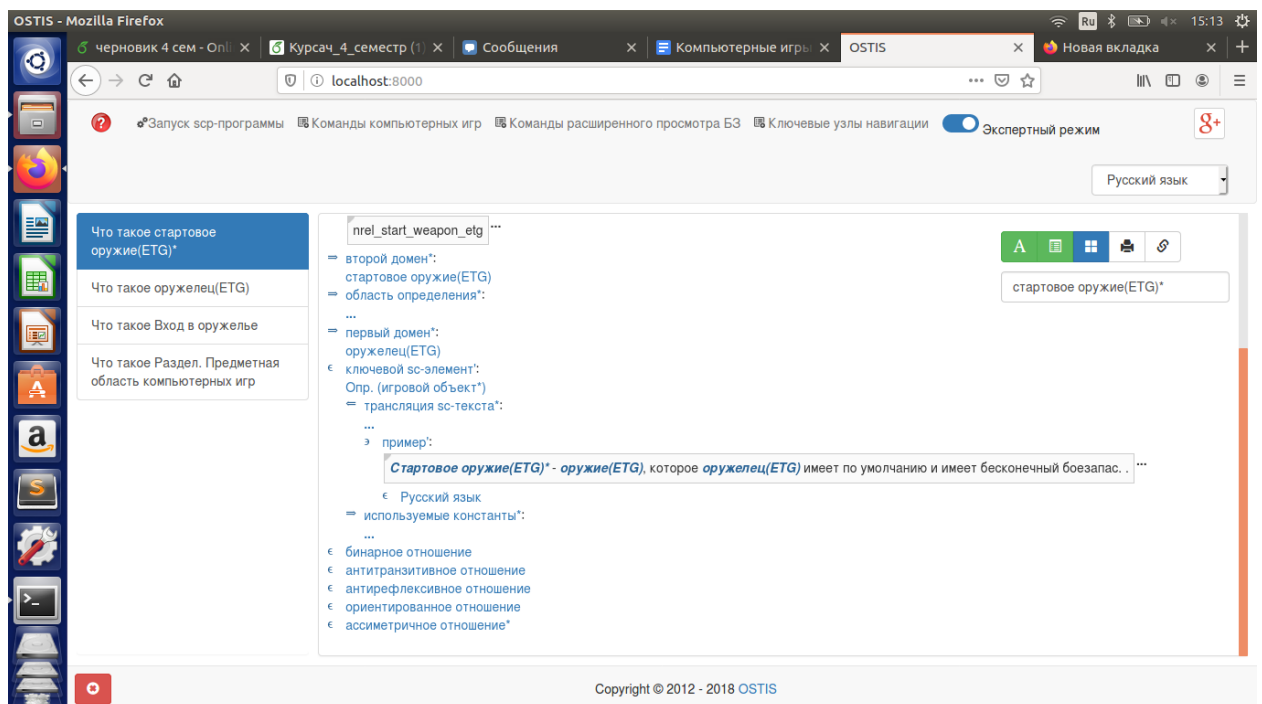 OSTIS - Mozilla Firefox
Ru
15:13
черновик 4 сем - Onli
Курсач_4_семестр (1)
Сообщения
Компьютерные игры
OSTIS
Новая вкладка
localhost:8000
Запуск scp-программы
Команды компьютерных игр
Команды расширенного просмотра БЗ
Ключевые узлы навигации
Экспертный режим
g+
Русский язык
Что такое стартовое
оружие(ETG)*
Что такое оружелец(ETG)
Что такое Вход в оружелье
Что такое Раздел. Предметная
область компьютерных игр
nrel_start_weapon_etg ...
⇒ второй домен*:
стартовое оружие(ETG)
⇒ область определения*:
...
⇒ первый домен*:
оружелец(ETG)
є ключевой sc-элемент':
Опр. (игровой объект*)
⇐ трансляция sc-текста*:
...
э пример':
Стартовое оружие(ETG)* - оружие(ETG), которое оружелец(ETG) имеет по умолчанию и имеет бесконечный боезапас. . ...
є Русский язык
⇒ используемые константы*:
...
є бинарное отношение
є антитранзитивное отношение
є антирефлексивное отношение
є ориентированное отношение
є ассиметричное отношение*
A
стартовое оружие(ETG)*
Copyright © 2012 - 2018 OSTIS